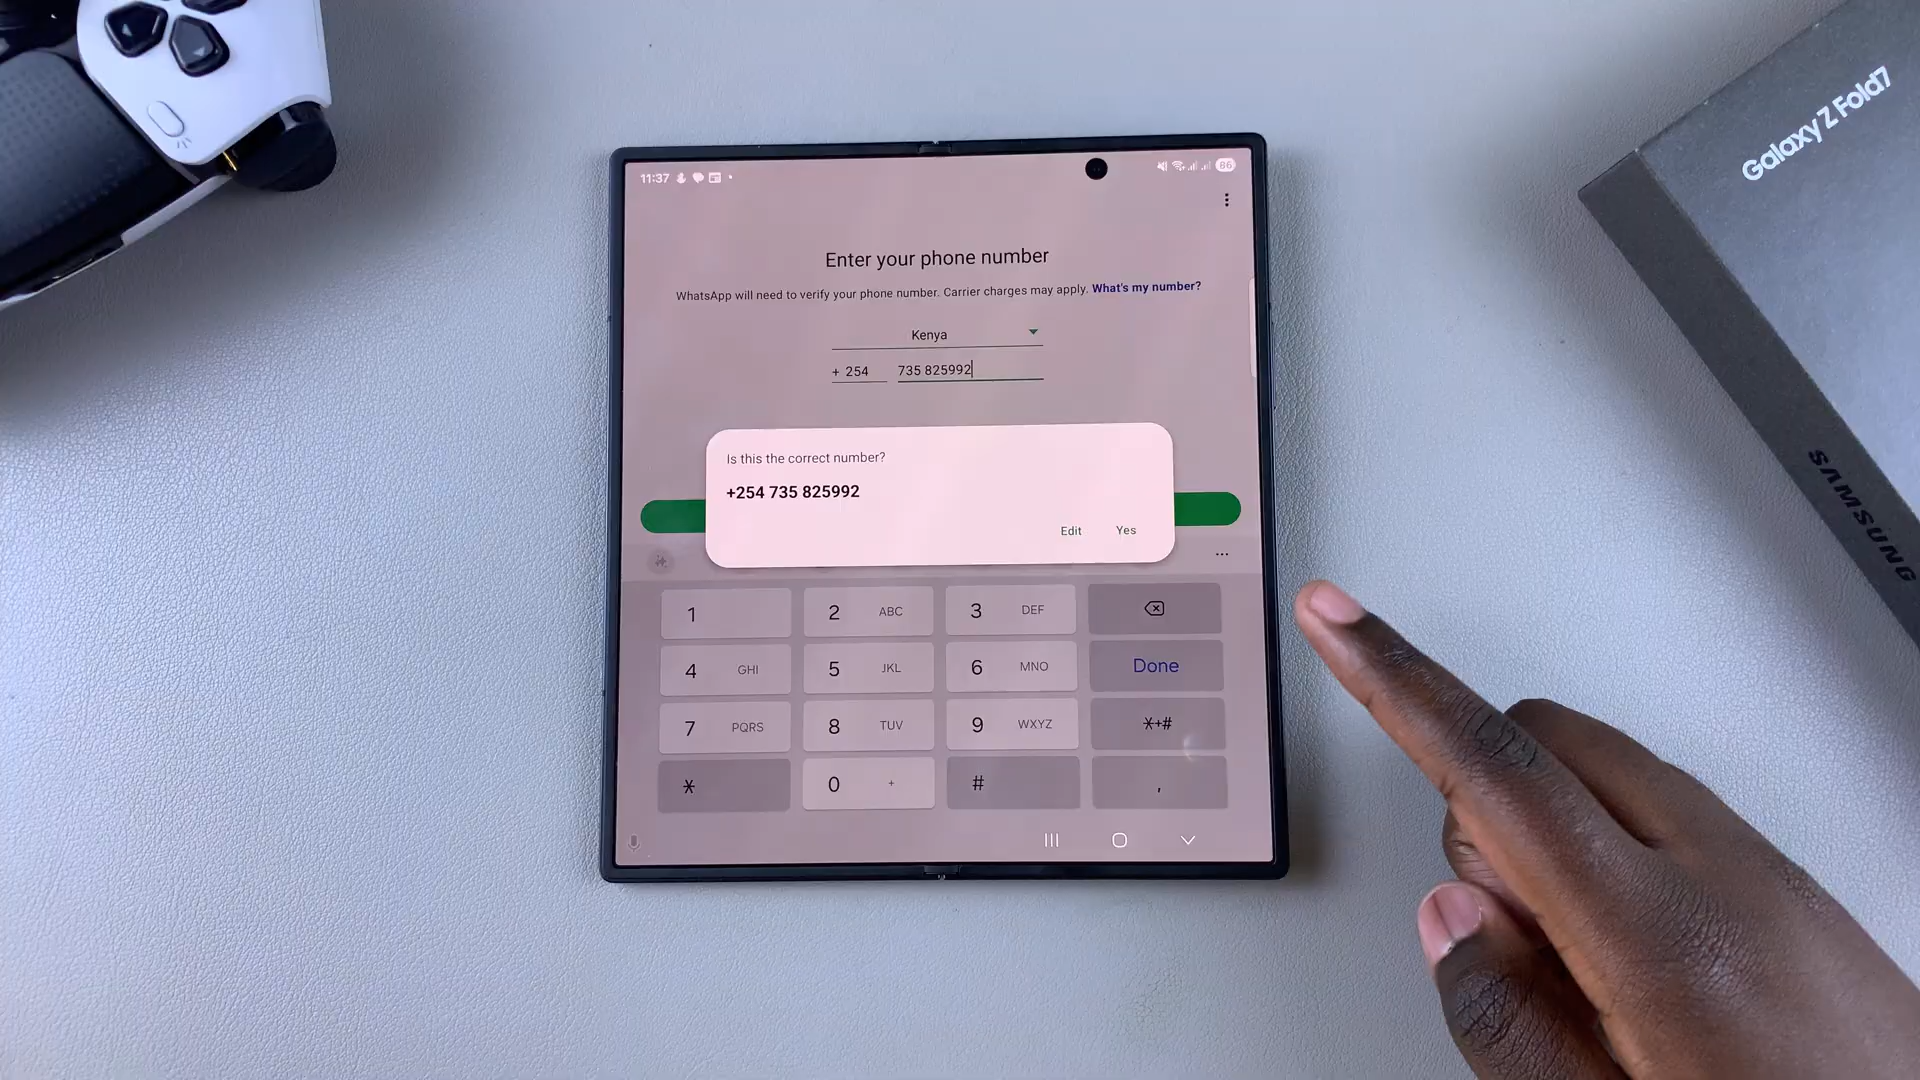 11:37
86
Enter your phone number
WhatsApp will need to verify your phone number. Carrier charges may apply. What's my number?
Kenya
+ 254 735 825992
Is this the correct number?
+254 735 825992
Edit Yes
1 2 ABC 3 DEF
4 GHI 5 JKL 6 MNO Done
7 PQRS 8 TUV 9 WXYZ *+#
* 0 + # ,
Galaxy Z Fold7
SAMSUNG